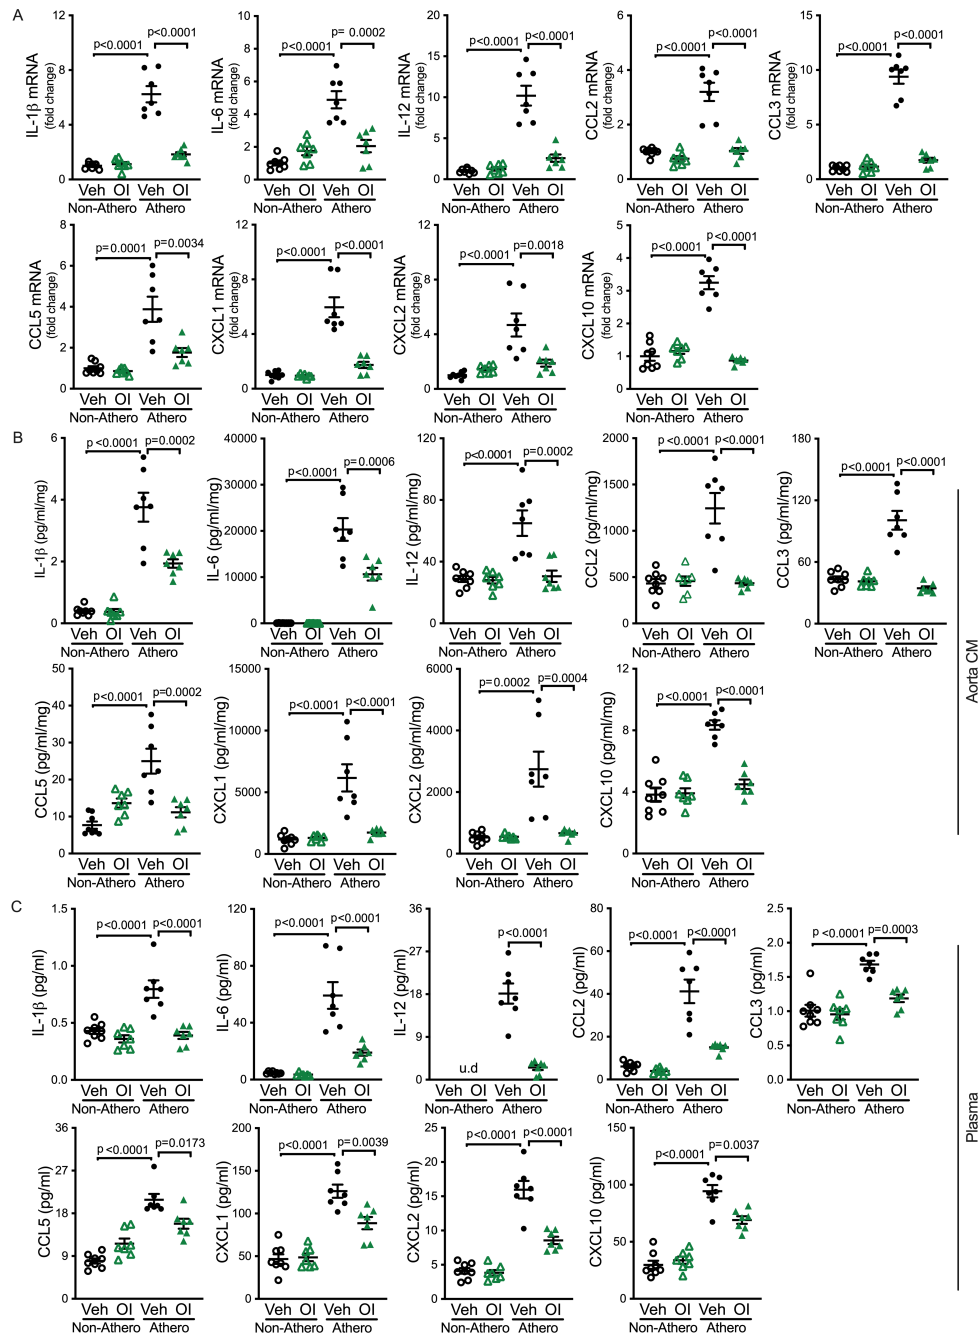 A
IL-1β mRNA
(fold change)
12
8
4
0
p<0.0001
p<0.0001
Veh OI Veh OI
Non-Athero Athero
IL-6 mRNA
(fold change)
10
8
6
4
2
0
p<0.0001
p= 0.0002
Veh OI Veh OI
Non-Athero Athero
IL-12 mRNA
(fold change)
20
15
10
5
0
p<0.0001
p<0.0001
Veh OI Veh OI
Non-Athero Athero
CCL2 mRNA
(fold change)
6
4
2
0
p<0.0001
p<0.0001
Veh OI Veh OI
Non-Athero Athero
CCL3 mRNA
(fold change)
15
10
5
0
p<0.0001
p<0.0001
Veh OI Veh OI
Non-Athero Athero
CCL5 mRNA
(fold change)
8
6
4
2
0
p=0.0001
p=0.0034
Veh OI Veh OI
Non-Athero Athero
CXCL1 mRNA
(fold change)
12
8
4
0
p<0.0001
p<0.0001
Veh OI Veh OI
Non-Athero Athero
CXCL2 mRNA
(fold change)
12
8
4
0
p<0.0001
p=0.0018
Veh OI Veh OI
Non-Athero Athero
CXCL10 mRNA
(fold change)
5
4
3
2
1
0
p<0.0001
p<0.0001
Veh OI Veh OI
Non-Athero Athero
B
IL-1β (pg/ml/mg)
6
4
2
0
p<0.0001
p=0.0002
Veh OI Veh OI
Non-Athero Athero
IL-6 (pg/ml/mg)
40000
30000
20000
10000
0
p<0.0001
p=0.0006
Veh OI Veh OI
Non-Athero Athero
IL-12 (pg/ml/mg)
120
80
40
0
p<0.0001
p=0.0002
Veh OI Veh OI
Non-Athero Athero
CCL2 (pg/ml/mg)
2000
1500
1000
500
0
p<0.0001
p<0.0001
Veh OI Veh OI
Non-Athero Athero
CCL3 (pg/ml/mg)
180
120
60
0
p<0.0001
p<0.0001
Veh OI Veh OI
Non-Athero Athero
CCL5 (pg/ml/mg)
50
40
30
20
10
0
p<0.0001
p=0.0002
Veh OI Veh OI
Non-Athero Athero
CXCL1 (pg/ml/mg)
15000
10000
5000
0
p<0.0001
p<0.0001
Veh OI Veh OI
Non-Athero Athero
CXCL2 (pg/ml/mg)
6000
4000
2000
0
p=0.0002
p=0.0004
Veh OI Veh OI
Non-Athero Athero
CXCL10 (pg/ml/mg)
12
8
4
0
p<0.0001
p<0.0001
Veh OI Veh OI
Non-Athero Athero
Aorta CM
C
IL-1β (pg/ml)
1.5
1.0
0.5
0.0
p<0.0001
p<0.0001
Veh OI Veh OI
Non-Athero Athero
IL-6 (pg/ml)
120
80
40
0
p<0.0001
p<0.0001
Veh OI Veh OI
Non-Athero Athero
IL-12 (pg/ml)
36
27
18
9
0
p<0.0001
u.d
Veh OI Veh OI
Non-Athero Athero
CCL2 (pg/ml)
80
60
40
20
0
p<0.0001
p<0.0001
Veh OI Veh OI
Non-Athero Athero
CCL3 (pg/ml)
2.5
2.0
1.5
1.0
0.5
0.0
p<0.0001
p=0.0003
Veh OI Veh OI
Non-Athero Athero
CCL5 (pg/ml)
36
27
18
9
0
p<0.0001
p=0.0173
Veh OI Veh OI
Non-Athero Athero
CXCL1 (pg/ml)
200
150
100
50
0
p<0.0001
p=0.0039
Veh OI Veh OI
Non-Athero Athero
CXCL2 (pg/ml)
25
20
15
10
5
0
p<0.0001
p<0.0001
Veh OI Veh OI
Non-Athero Athero
CXCL10 (pg/ml)
150
100
50
0
p<0.0001
p=0.0037
Veh OI Veh OI
Non-Athero Athero
Plasma